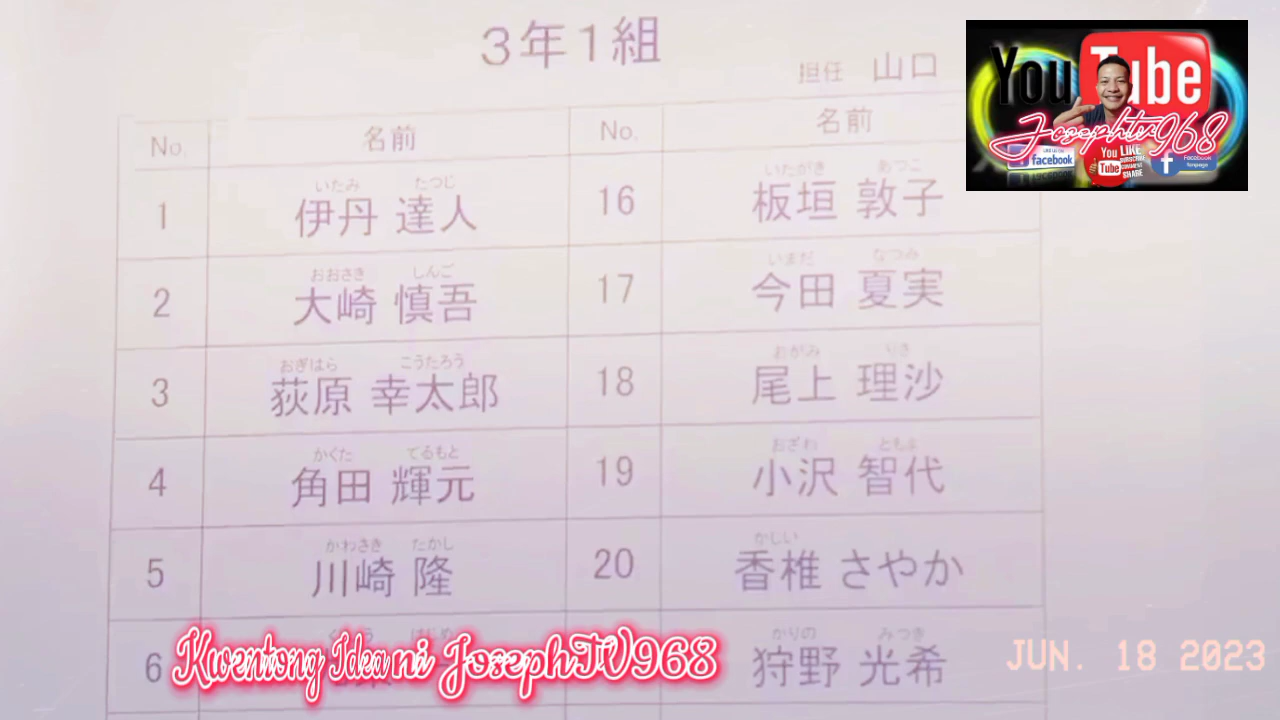 3年1組
担任 山口
No. 名前 No. 名前
いたみ たつじ いたがき あつこ
1 伊丹 達人 16 板垣 敦子
おおさき しんご いまだ なつみ
2 大崎 慎吾 17 今田 夏実
おぎはら こうたろう おがみ りさ
3 荻原 幸太郎 18 尾上 理沙
かくた てるもと おざわ ともよ
4 角田 輝元 19 小沢 智代
かわさき たかし かしい
5 川崎 隆 20 香椎 さやか
はじめ かりの みつき
6 狩野 光希
Kwentong Idea ni JosephTV968
JUN. 18 2023
YouTube
Josephtv968
facebook
You Tube
LIKE
SUBSCRIBE
SHARE
Facebook